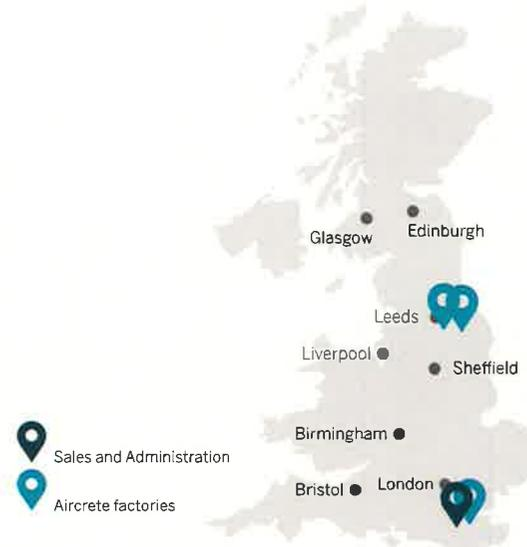 Glasgow
Edinburgh
Leeds
Liverpool
Sheffield
Birmingham
Sales and Administration
Bristol
London
Aircrete factories